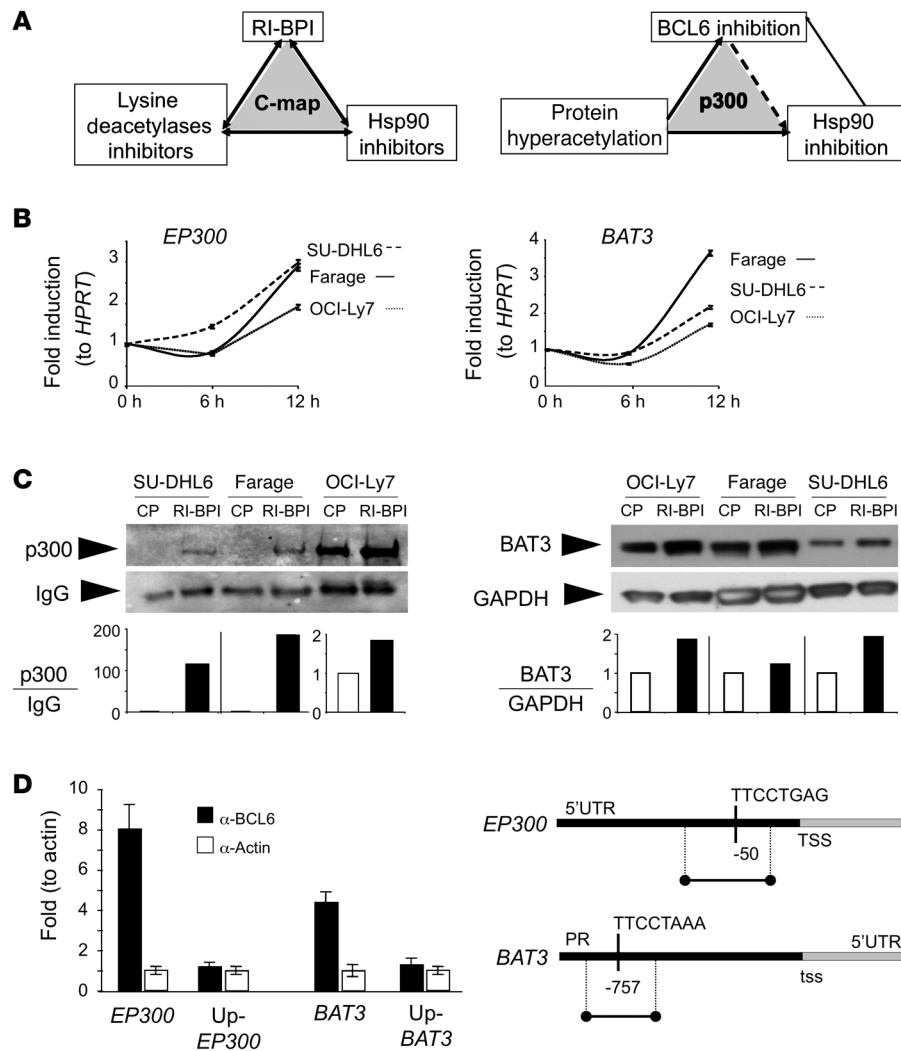 A
RI-BPI
C-map
Lysine
deacetylases
inhibitors
Hsp90
inhibitors
BCL6 inhibition
p300
Protein
hyperacetylation
Hsp90
inhibition
B
EP300
Fold induction
(to HPRT)
3
2
1
0
0 h
6 h
12 h
SU-DHL6
Farage
OCI-Ly7
BAT3
Fold induction
(to HPRT)
4
3
2
1
0
0 h
6 h
12 h
Farage
SU-DHL6
OCI-Ly7
C
SU-DHL6 Farage OCI-Ly7
CP RI-BPI CP RI-BPI CP RI-BPI
p300
IgG
p300
IgG
200
100
0
2
1
0
OCI-Ly7 Farage SU-DHL6
CP RI-BPI CP RI-BPI CP RI-BPI
BAT3
GAPDH
BAT3
GAPDH
2
1
0
D
Fold (to actin)
10
8
6
4
2
0
α-BCL6
α-Actin
EP300
Up-
EP300
BAT3
Up-
BAT3
TTCCTGAG
5'UTR
EP300
TSS
-50
TTCCTAAA
PR
5'UTR
BAT3
tss
-757